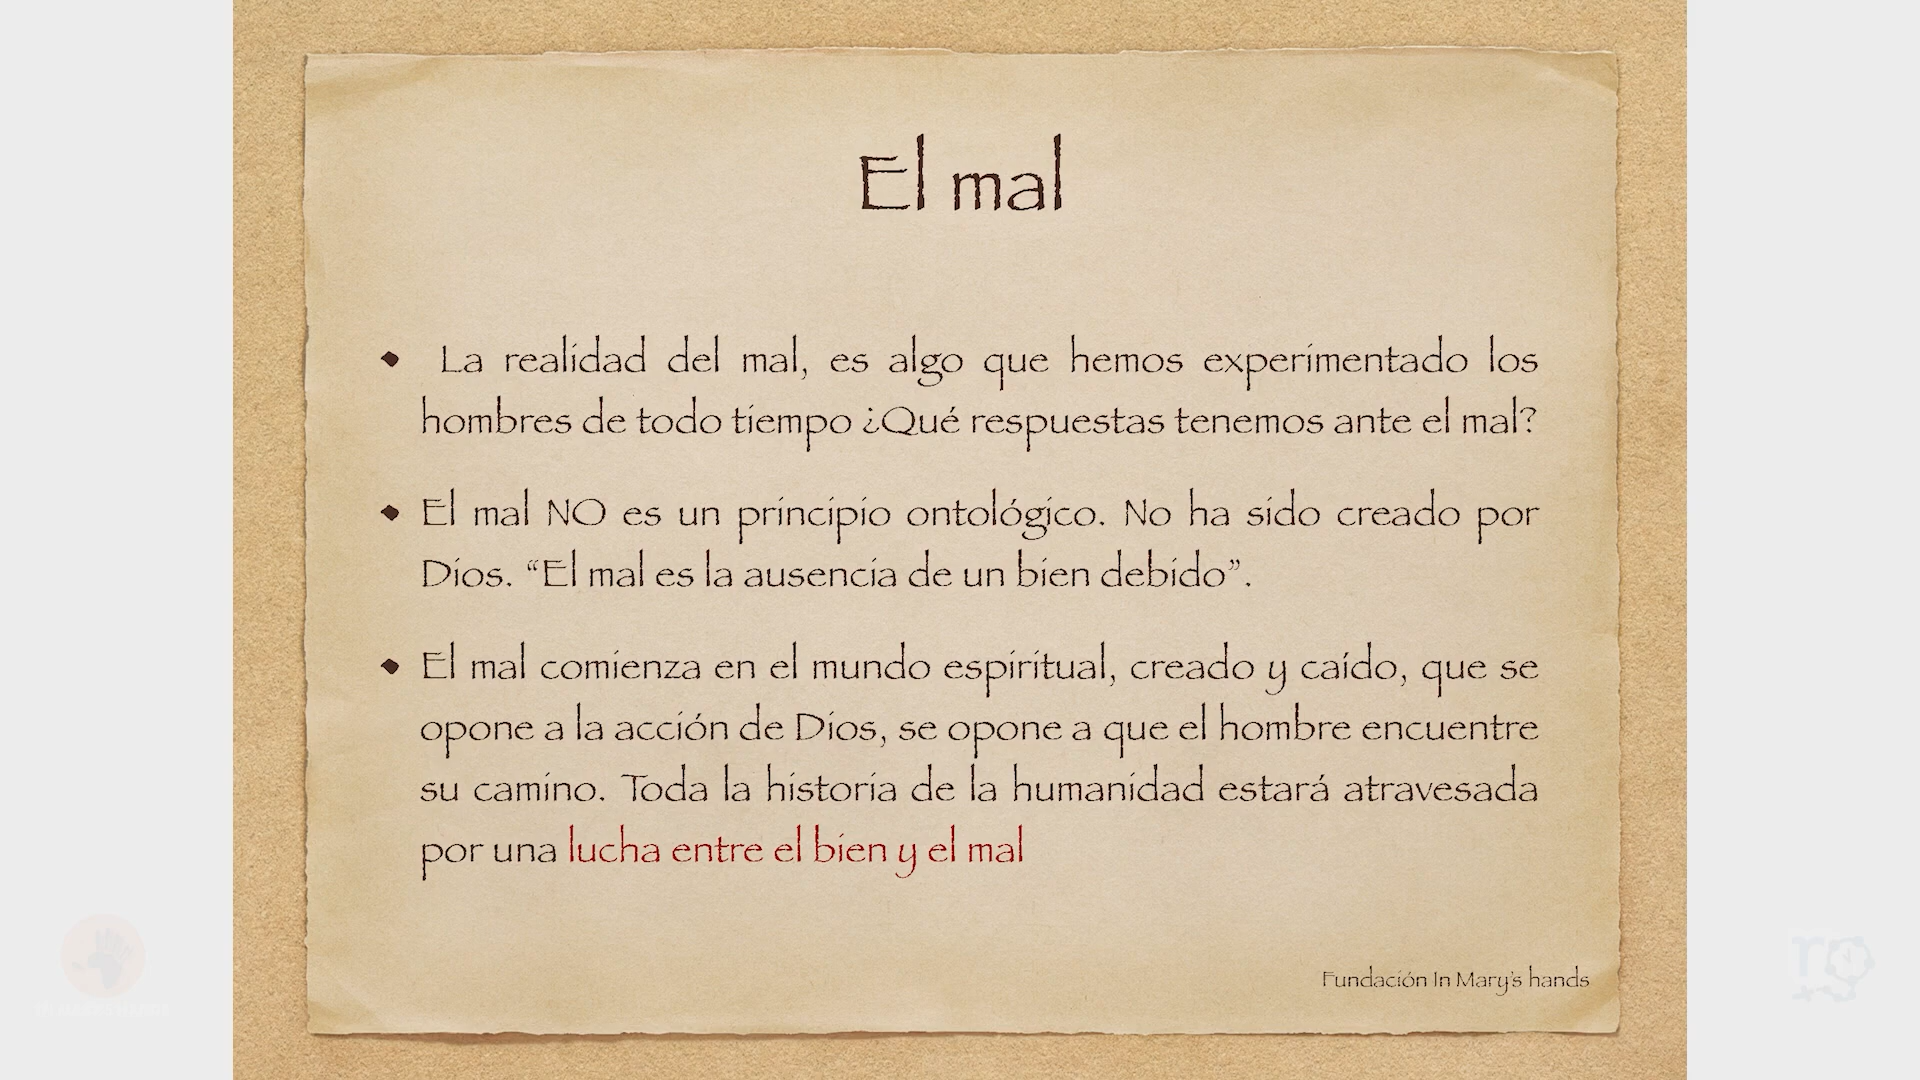 El mal
• La realidad del mal, es algo que hemos experimentado los
hombres de todo tiempo ¿Qué respuestas tenemos ante el mal?
• El mal NO es un principio ontológico. No ha sido creado por
Dios. “El mal es la ausencia de un bien debido”.
• El mal comienza en el mundo espiritual, creado y caído, que se
opone a la acción de Dios, se opone a que el hombre encuentre
su camino. Toda la historia de la humanidad estará atravesada
por una lucha entre el bien y el mal
Fundación In Mary's hands